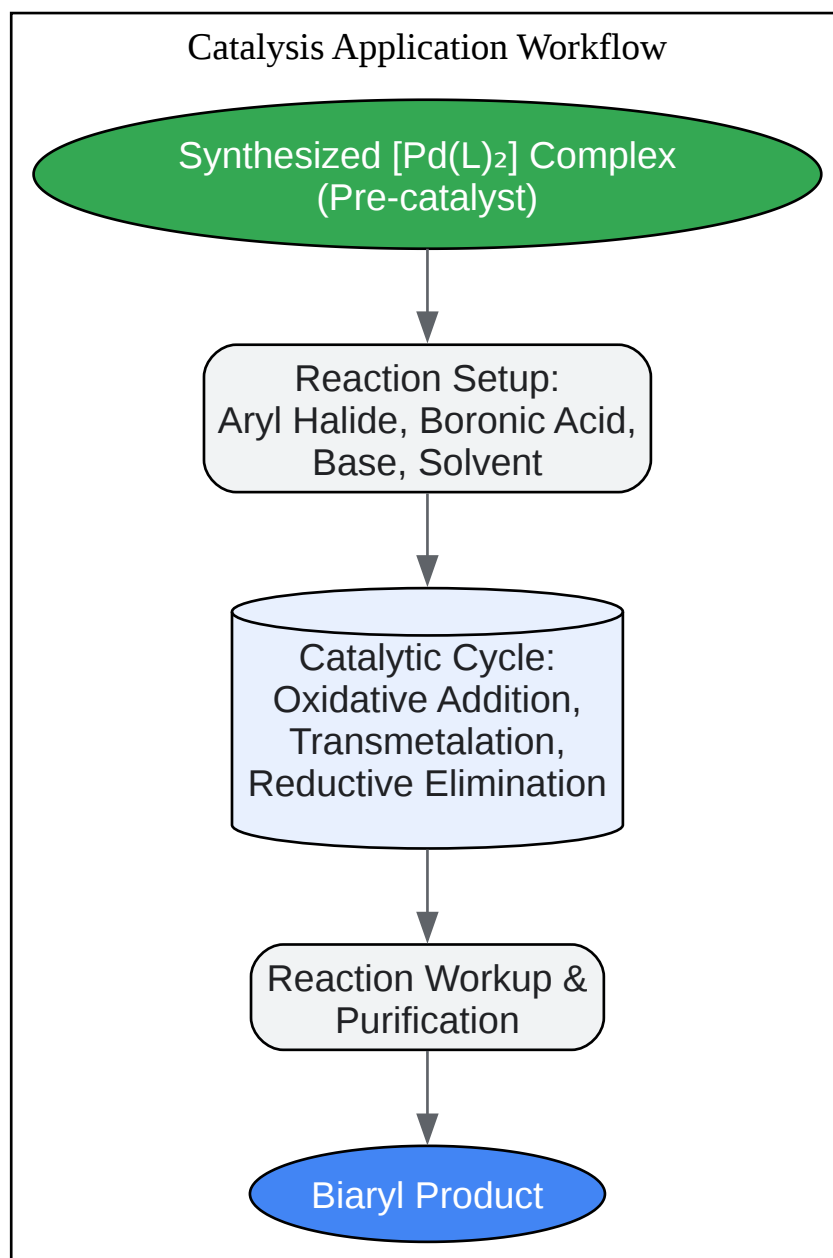 Catalysis Application Workflow
Synthesized [Pd(L)₂] Complex
(Pre-catalyst)
Reaction Setup:
Aryl Halide, Boronic Acid,
Base, Solvent
Catalytic Cycle:
Oxidative Addition,
Transmetalation,
Reductive Elimination
Reaction Workup &
Purification
Biaryl Product